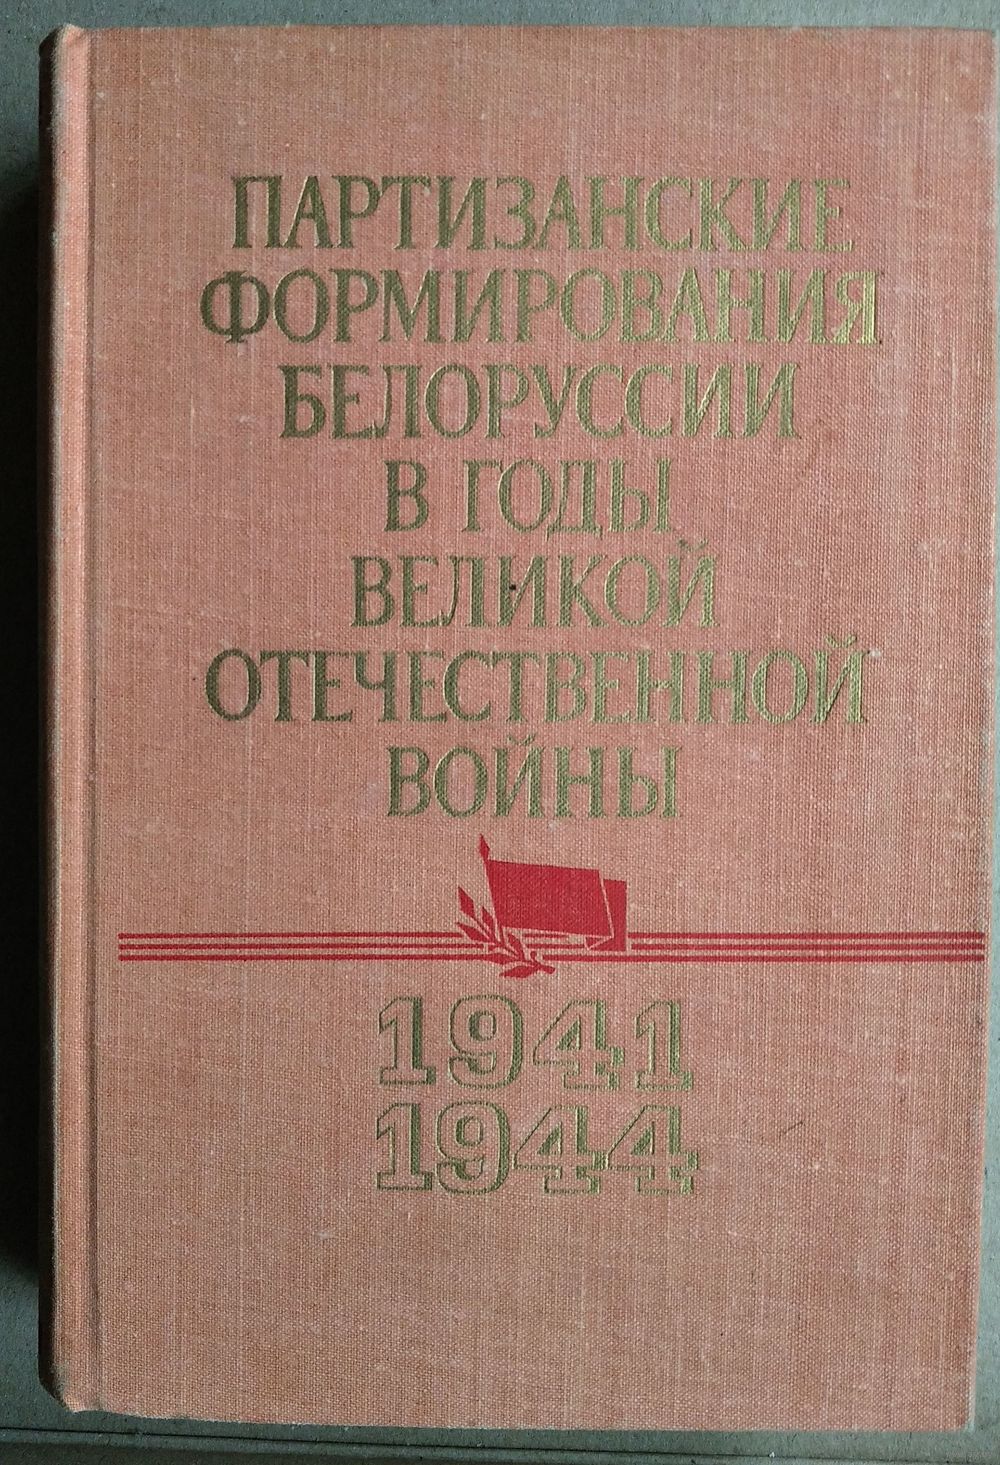 ПАРТИЗАНСКИЕ
ФОРМИРОВАНИЯ
БЕЛОРУССИИ
В ГОДЫ
ВЕЛИКОЙ
ОТЕЧЕСТВЕННОЙ
ВОЙНЫ
1941
1944